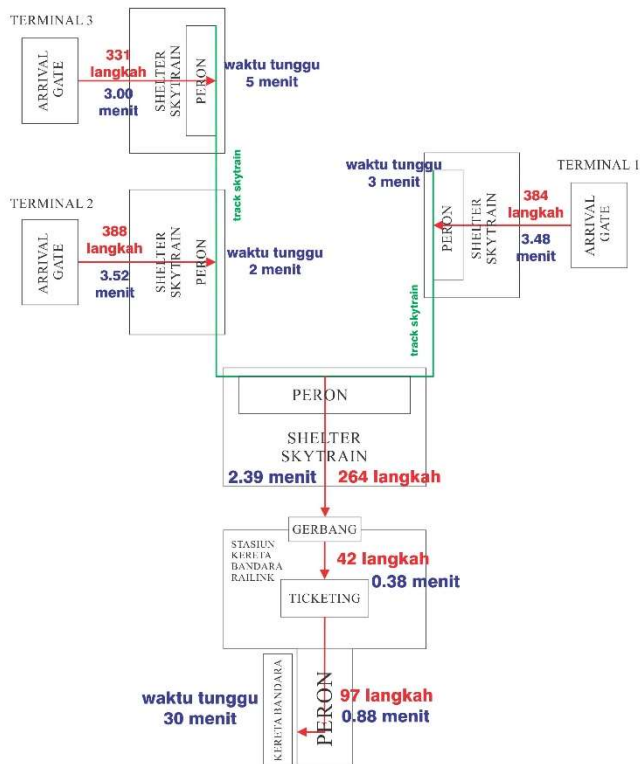 TERMINAL 3
ARRIVAL
GATE
331
langkah
3.00
menit
SHELTER
SKYTRAIN
PERON
waktu tunggu
5 menit
track skytrain
TERMINAL 2
ARRIVAL
GATE
388
langkah
3.52
menit
SHELTER
SKYTRAIN
PERON
waktu tunggu
2 menit
waktu tunggu
3 menit
PERON
SHELTER
SKYTRAIN
TERMINAL 1
384
langkah
3.48
menit
ARRIVAL
GATE
track skytrain
PERON
SHELTER
SKYTRAIN
2.39 menit
264 langkah
GERBANG
STASIUN
KERETA
BANDARA
RAILINK
42 langkah
0.38 menit
TICKETING
waktu tunggu
30 menit
KERETA BANDARA
PERON
97 langkah
0.88 menit